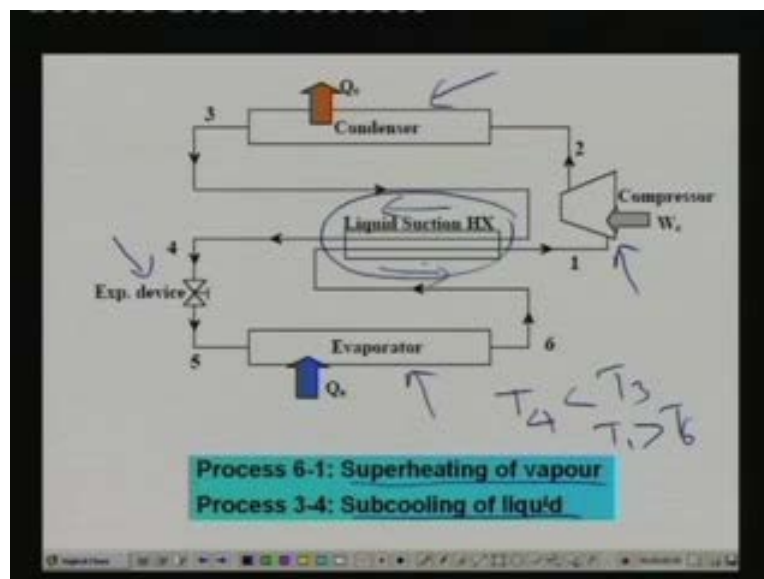 Qc
3
Condenser
2
Compressor
Liquid Suction HX
Wc
4
1
Exp. device
Evaporator
6
5
Qe
T4 < T3
T1 > T6
Process 6-1: Superheating of vapour
Process 3-4: Subcooling of liquid